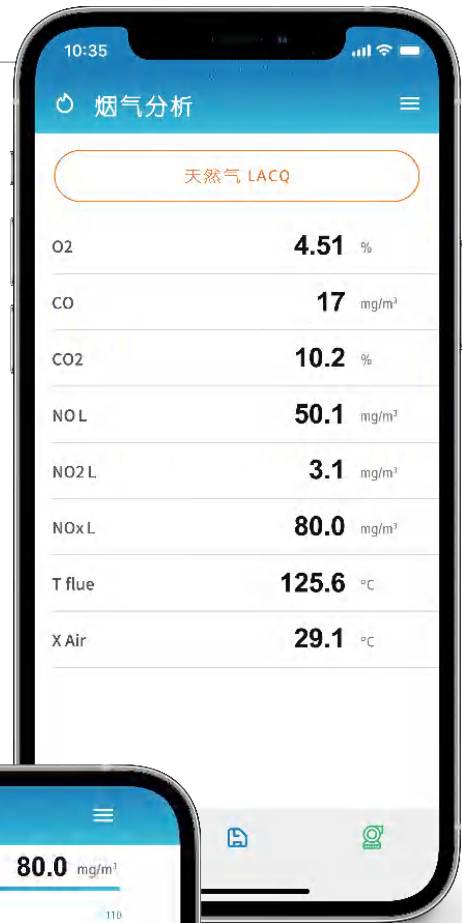 10:35
烟气分析
天然气 LACQ
O2 4.51 %
CO 17 mg/m³
CO2 10.2 %
NO L 50.1 mg/m³
NO2 L 3.1 mg/m³
NOx L 80.0 mg/m³
T flue 125.6 °C
X Air 29.1 °C
80.0 mg/m³
110